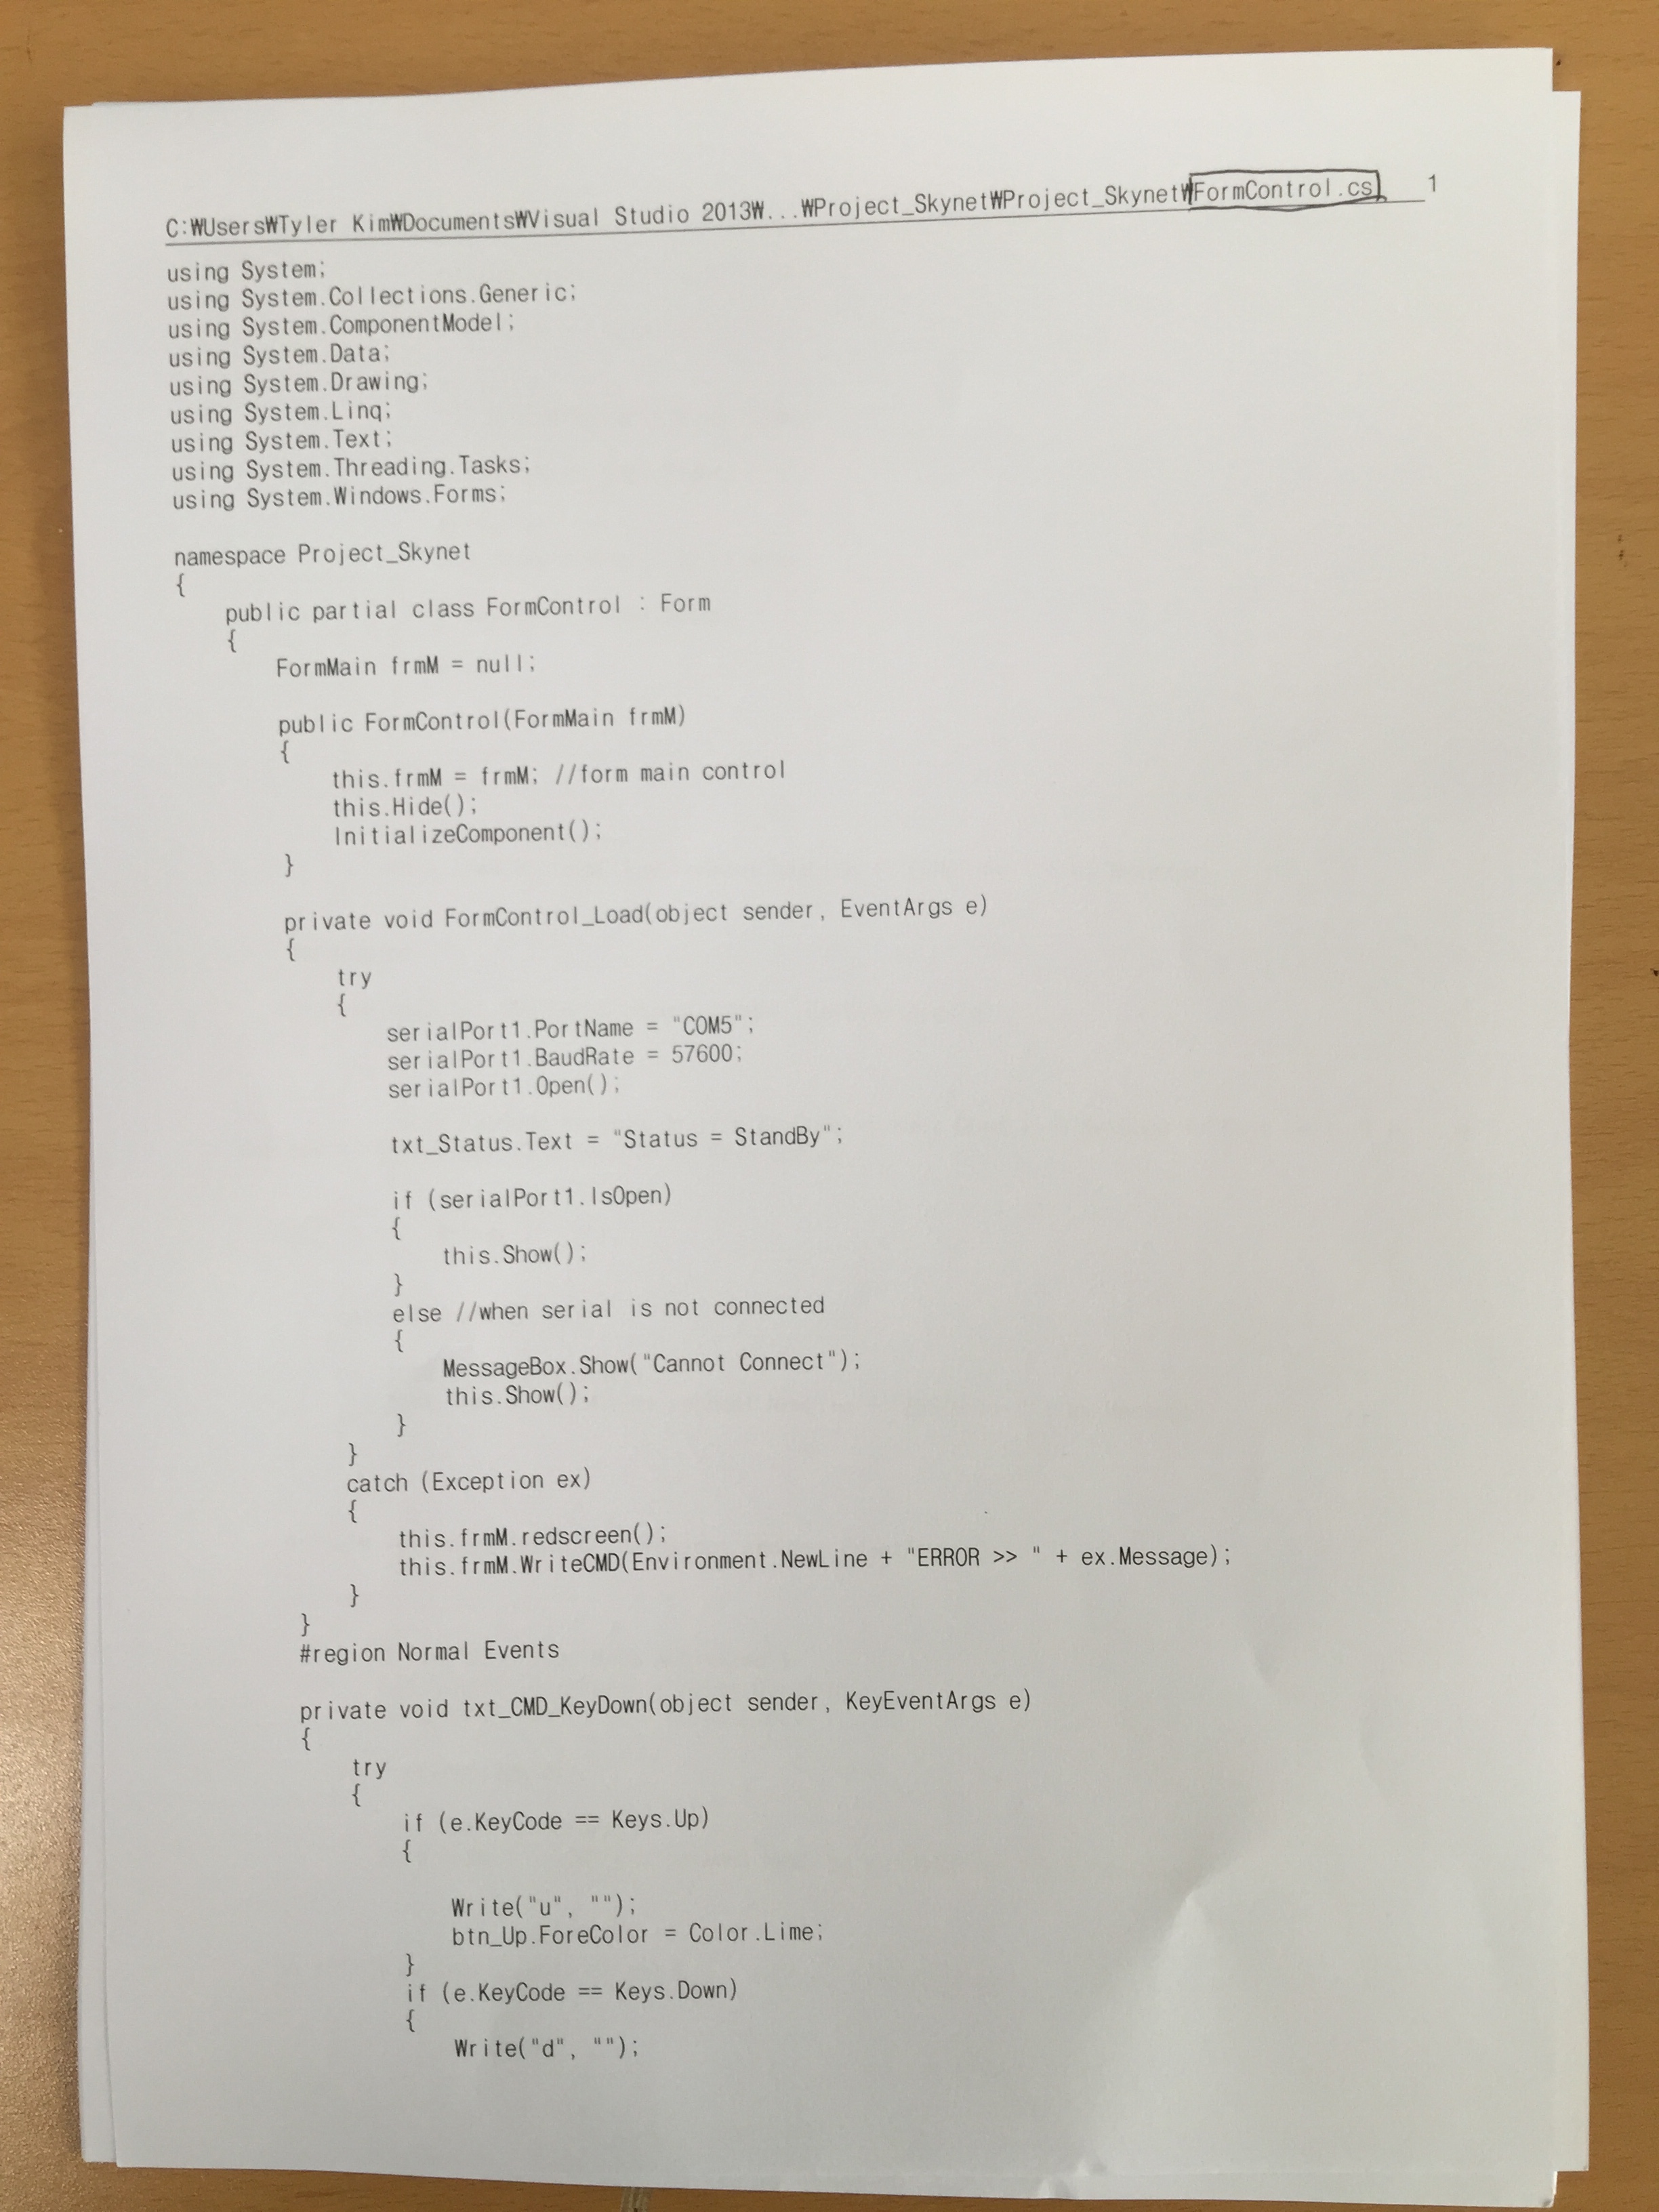 C:₩Users₩Tyler Kim₩Documents₩Visual Studio 2013₩...₩Project_Skynet₩Project_Skynet₩FormControl.cs 1
using System;
using System.Collections.Generic;
using System.ComponentModel;
using System.Data;
using System.Drawing;
using System.Linq;
using System.Text;
using System.Threading.Tasks;
using System.Windows.Forms;
namespace Project_Skynet
{
    public partial class FormControl : Form
    {
        FormMain frmM = null;
        public FormControl(FormMain frmM)
        {
            this.frmM = frmM; //form main control
            this.Hide();
            InitializeComponent();
        }
        private void FormControl_Load(object sender, EventArgs e)
        {
            try
            {
                serialPort1.PortName = "COM5";
                serialPort1.BaudRate = 57600;
                serialPort1.Open();
                txt_Status.Text = "Status = StandBy";
                if (serialPort1.IsOpen)
                {
                    this.Show();
                }
                else //when serial is not connected
                {
                    MessageBox.Show("Cannot Connect");
                    this.Show();
                }
            }
            catch (Exception ex)
            {
                this.frmM.redscreen();
                this.frmM.WriteCMD(Environment.NewLine + "ERROR >> " + ex.Message);
            }
        }
        #region Normal Events
        private void txt_CMD_KeyDown(object sender, KeyEventArgs e)
        {
            try
            {
                if (e.KeyCode == Keys.Up)
                {
                    Write("u", "");
                    btn_Up.ForeColor = Color.Lime;
                }
                if (e.KeyCode == Keys.Down)
                {
                    Write("d", "");